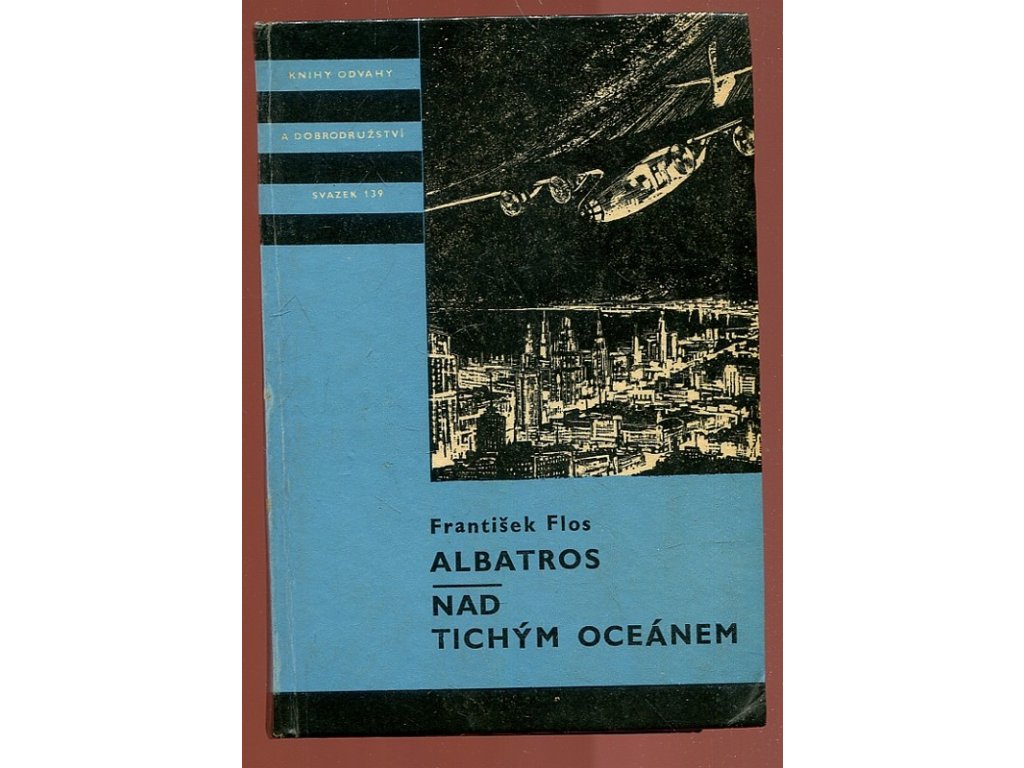 KNIHY ODVAHY
A DOBRODRUŽSTVÍ
SVAZEK 139
František Flos
ALBATROS
NAD
TICHÝM OCEÁNEM